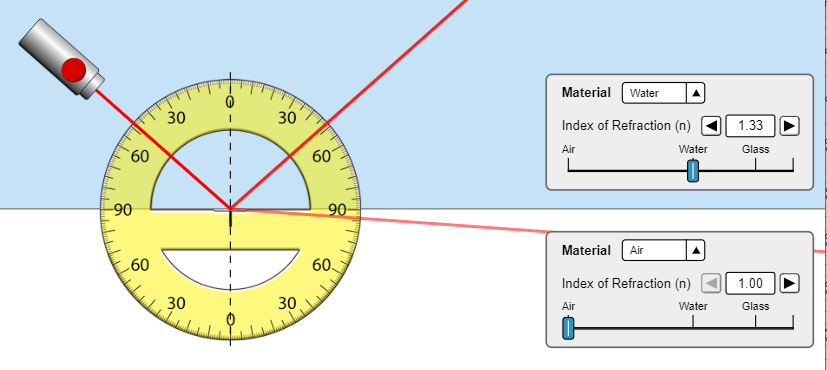 0
30 30
60 60
90 90
60 60
30 30
0
Material Water
Index of Refraction (n) 1.33
Air Water Glass
Material Air
Index of Refraction (n) 1.00
Air Water Glass